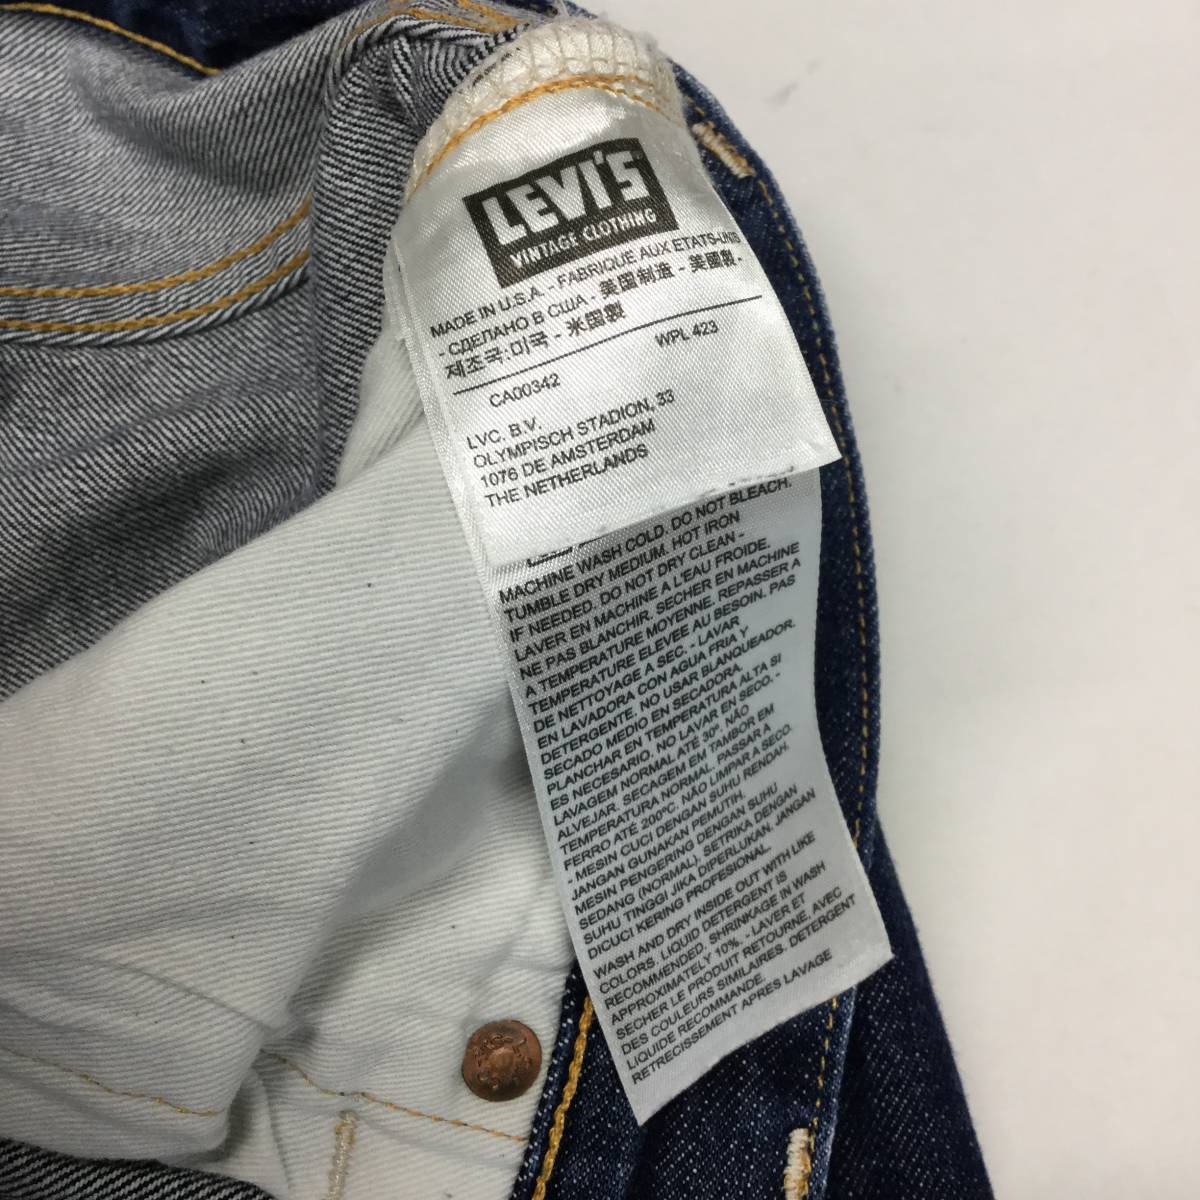 LEVI'S
VINTAGE CLOTHING
MADE IN U.S.A. - FABRIQUE AUX ETATS-UNIS
- СДЕЛАНО В США - 美国制造 - 美國製 -
제조국:미국 - 米国製
CA00342 WPL 423
LVC. B.V.
OLYMPISCH STADION, 33
1076 DE AMSTERDAM
THE NETHERLANDS
MACHINE WASH COLD. DO NOT BLEACH.
TUMBLE DRY MEDIUM. HOT IRON
IF NEEDED. DO NOT DRY CLEAN -
LAVER EN MACHINE A L'EAU FROIDE.
NE PAS BLANCHIR, SECHER EN MACHINE
A TEMPERATURE MOYENNE. REPASSER A
TEMPERATURE ELEVEE AU BESOIN. PAS
DE NETTOYAGE A SEC. - LAVAR
EN LAVADORA CON AGUA FRIA Y
DETERGENTE, NO USAR BLANQUEADOR.
SECADO MEDIO EN SECADORA.
PLANCHAR EN TEMPERATURA ALTA SI
ES NECESARIO. NO LAVAR EN SECO. -
LAVAGEM NORMAL ATÉ 30º. NÃO
ALVEJAR. SECAGEM EM TAMBOR EM
TEMPERATURA NORMAL. PASSAR A
FERRO ATÉ 200ºC. NÃO LIMPAR A SECO.
- MESIN CUCI DENGAN SUHU RENDAH.
JANGAN GUNAKAN PEMUTIH.
MESIN PENGERING DENGAN SUHU
SEDANG (NORMAL). SETRIKA DENGAN
SUHU TINGGI JIKA DIPERLUKAN. JANGAN
DICUCI KERING PROFESIONAL.
WASH AND DRY INSIDE OUT WITH LIKE
COLORS. LIQUID DETERGENT IS
RECOMMENDED. SHRINKAGE IN WASH
APPROXIMATELY 10%. - LAVER ET
SECHER LE PRODUIT RETOURNE, AVEC
DES COULEURS SIMILAIRES. DETERGENT
LIQUIDE RECOMMANDE.
RETRECISSEMENT APRES LAVAGE